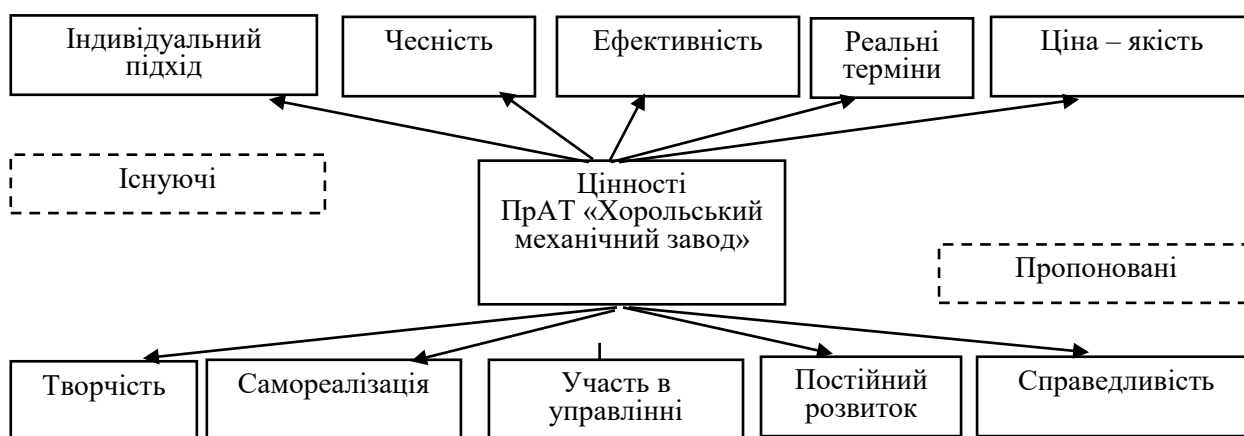 Індивідуальний
підхід
Чесність
Ефективність
Реальні
терміни
Ціна – якість
Існуючі
Цінності
ПрАТ «Хорольський
механічний завод»
Пропоновані
Творчість
Самореалізація
Участь в
управлінні
Постійний
розвиток
Справедливість